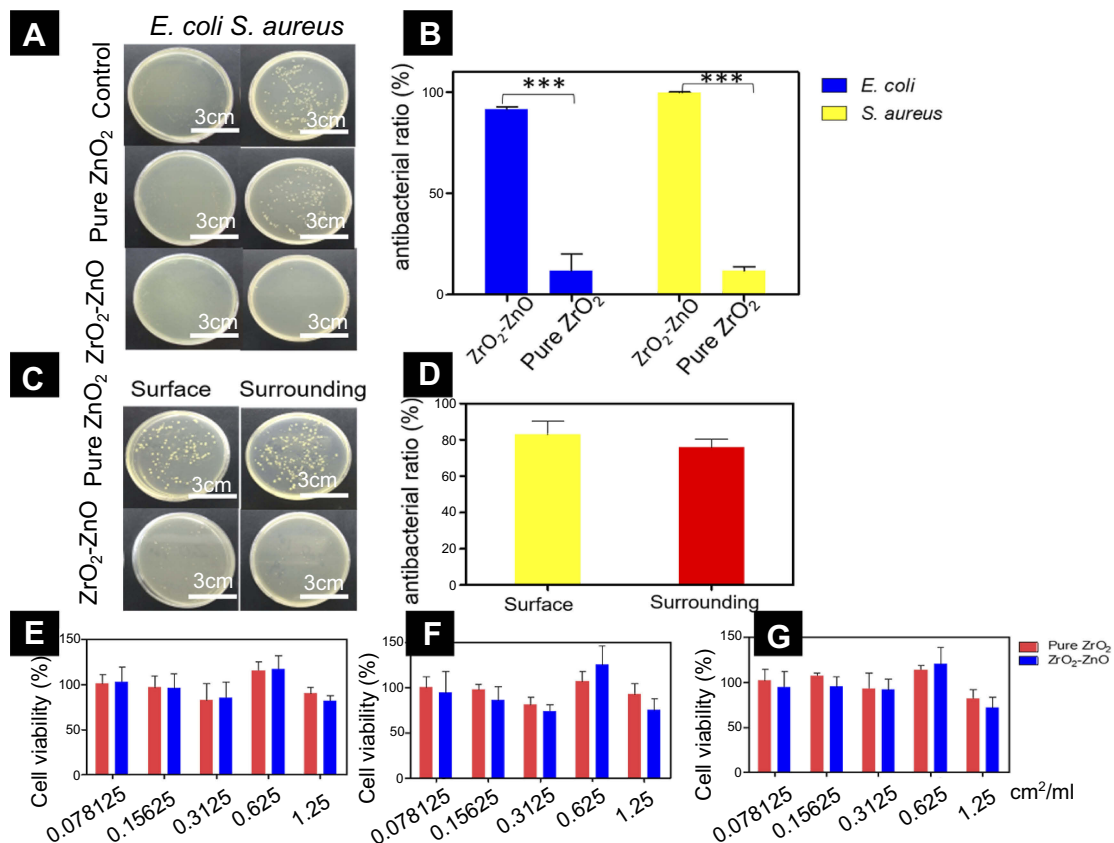 A
E. coli S. aureus
Control
Pure ZnO₂
ZrO₂-ZnO
3cm
3cm
3cm
3cm
3cm
3cm
B
antibacterial ratio (%)
100
50
0
***
***
ZrO₂-ZnO
Pure ZrO₂
ZrO₂-ZnO
Pure ZrO₂
E. coli
S. aureus
C
Surface Surrounding
Pure ZnO₂
ZrO₂-ZnO
3cm
3cm
3cm
3cm
D
antibacterial ratio (%)
100
80
60
40
20
0
Surface Surrounding
E
Cell viability (%)
150
100
50
0
0.078125
0.15625
0.3125
0.625
1.25
F
Cell viability (%)
150
100
50
0
0.078125
0.15625
0.3125
0.625
1.25
G
Cell viability (%)
150
100
50
0
0.078125
0.15625
0.3125
0.625
1.25
cm²/ml
Pure ZrO₂
ZrO₂-ZnO